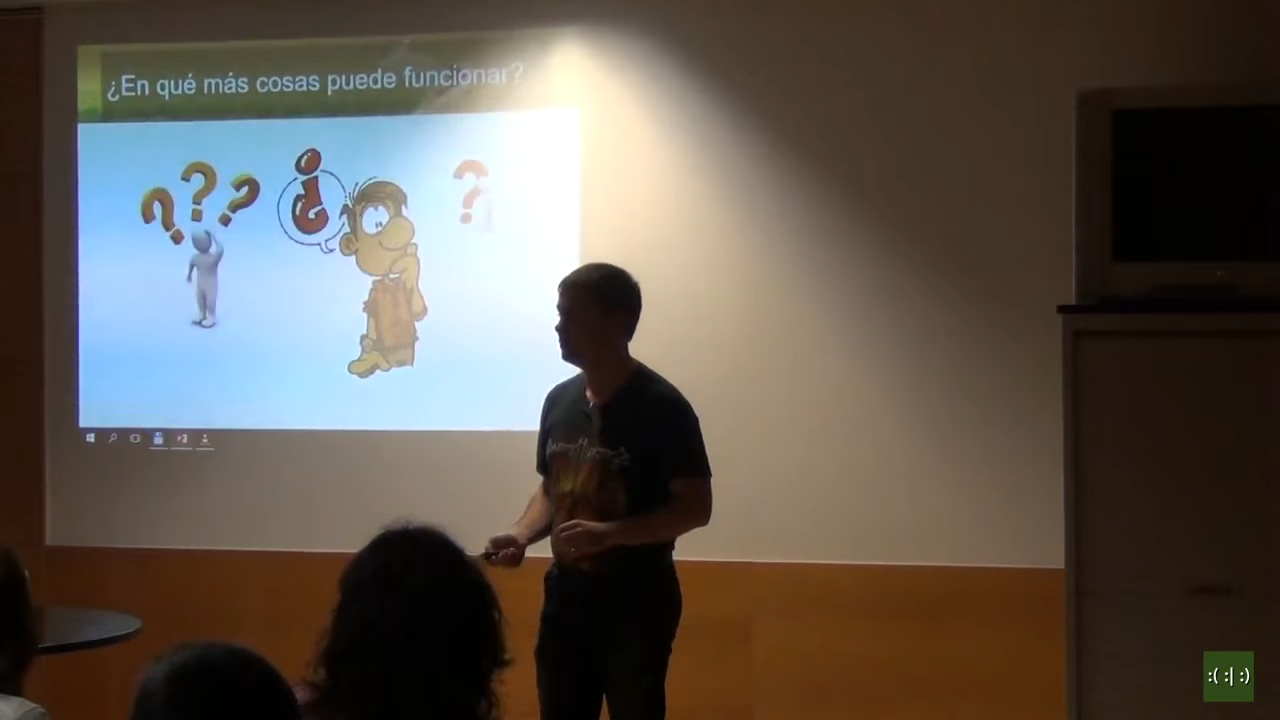 ¿En qué más cosas puede funcionar?
? ? ?
¿
?
:( :| :)